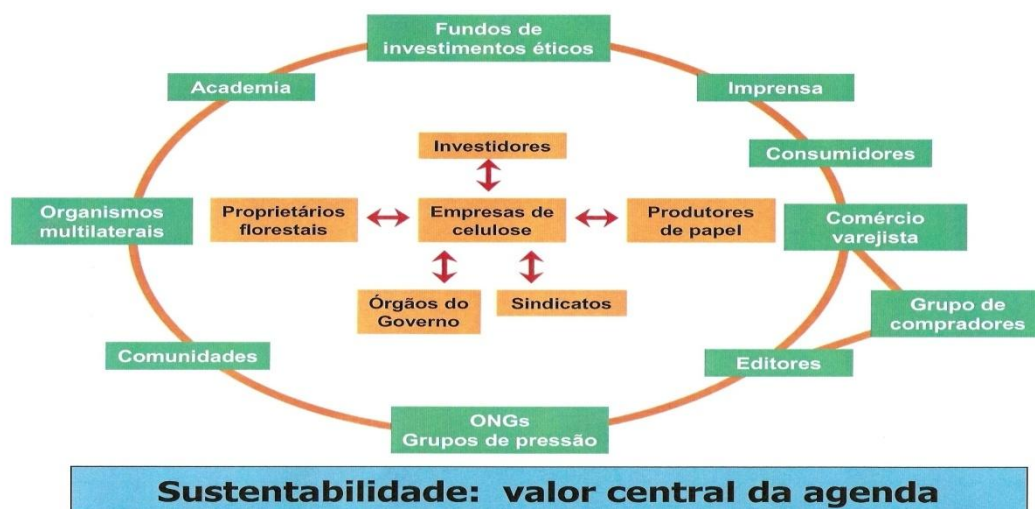 Fundos de
investimentos éticos
Academia
Imprensa
Investidores
Consumidores
Organismos
multilaterais
Proprietários
florestais
Empresas de
celulose
Produtores
de papel
Comércio
varejista
Órgãos do
Governo
Sindicatos
Grupo de
compradores
Comunidades
Editores
ONGs
Grupos de pressão
Sustentabilidade: valor central da agenda